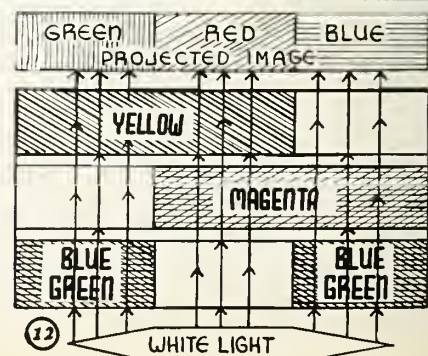 GREEN RED BLUE
PROJECTED IMAGE
YELLOW
MAGENTA
BLUE GREEN BLUE GREEN
12 WHITE LIGHT